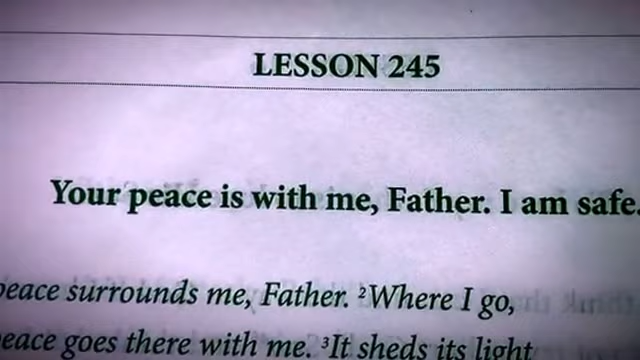 LESSON 245
Your peace is with me, Father. I am safe.
peace surrounds me, Father. ²Where I go,
peace goes there with me. ³It sheds its light